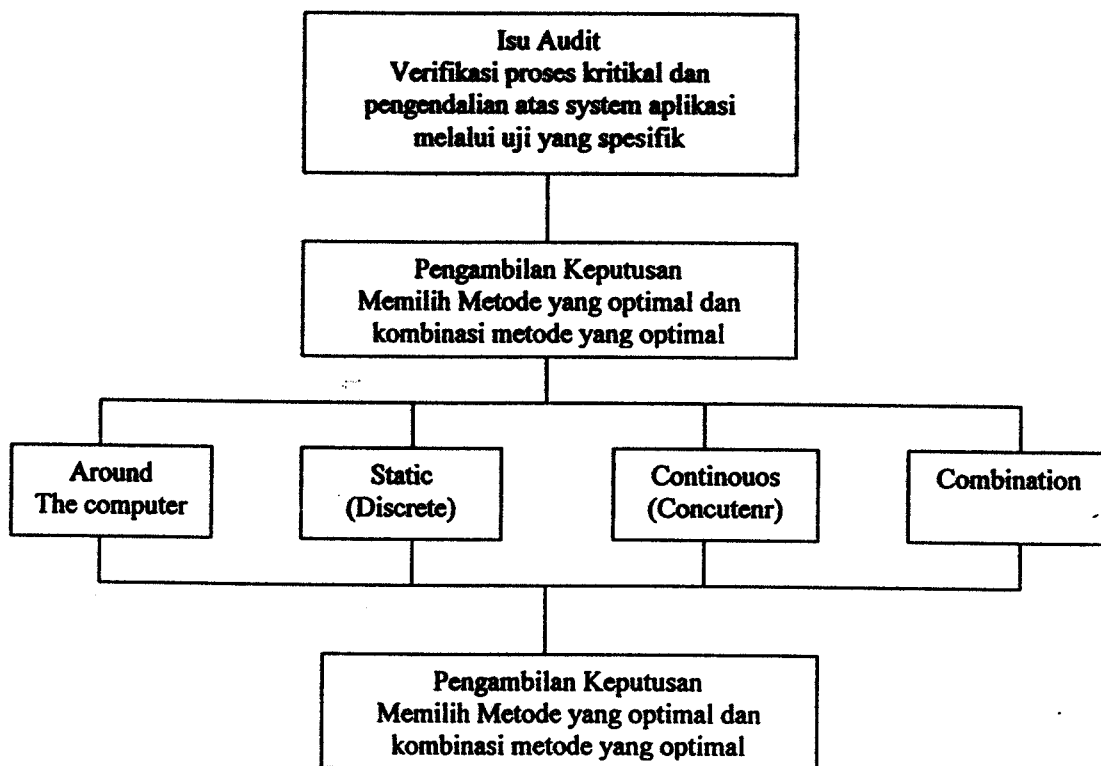 Isu Audit
Verifikasi proses kritikal dan
pengendalian atas system aplikasi
melalui uji yang spesifik
Pengambilan Keputusan
Memilih Metode yang optimal dan
kombinasi metode yang optimal
Around
The computer
Static
(Discrete)
Continouos
(Concutenr)
Combination
Pengambilan Keputusan
Memilih Metode yang optimal dan
kombinasi metode yang optimal